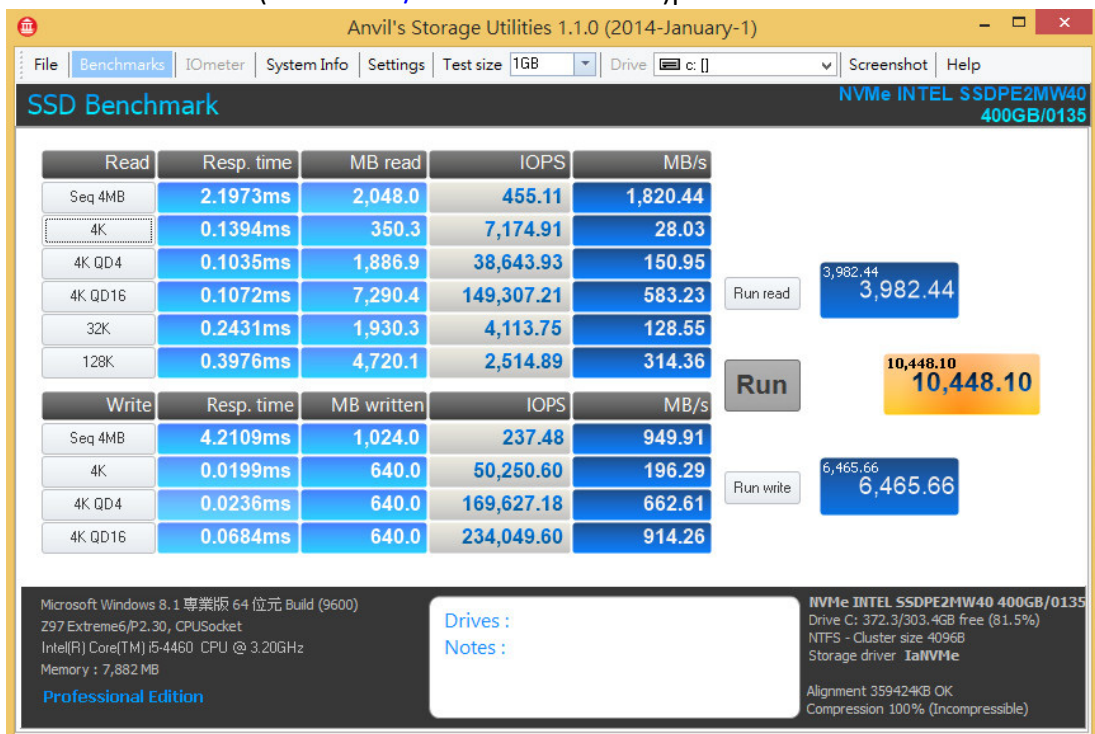 Anvil's Storage Utilities 1.1.0 (2014-January-1)
File Benchmarks IOmeter System Info Settings Test size 1GB Drive c: [] Screenshot Help
SSD Benchmark
NVMe INTEL SSDPE2MW40
400GB/0135
Read Resp. time MB read IOPS MB/s
Seq 4MB 2.1973ms 2,048.0 455.11 1,820.44
4K 0.1394ms 350.3 7,174.91 28.03
4K QD4 0.1035ms 1,886.9 38,643.93 150.95
4K QD16 0.1072ms 7,290.4 149,307.21 583.23
32K 0.2431ms 1,930.3 4,113.75 128.55
128K 0.3976ms 4,720.1 2,514.89 314.36
Run read
3,982.44
3,982.44
Run
10,448.10
10,448.10
Write Resp. time MB written IOPS MB/s
Seq 4MB 4.2109ms 1,024.0 237.48 949.91
4K 0.0199ms 640.0 50,250.60 196.29
4K QD4 0.0236ms 640.0 169,627.18 662.61
4K QD16 0.0684ms 640.0 234,049.60 914.26
Run write
6,465.66
6,465.66
Microsoft Windows 8.1 專業版 64 位元 Build (9600)
Z97 Extreme6/P2.30, CPUSocket
Intel(R) Core(TM) i5-4460 CPU @ 3.20GHz
Memory : 7,882 MB
Professional Edition
Drives :
Notes :
NVMe INTEL SSDPE2MW40 400GB/0135
Drive C: 372.3/303.4GB free (81.5%)
NTFS - Cluster size 4096B
Storage driver IaNVMe
Alignment 359424KB OK
Compression 100% (Incompressible)